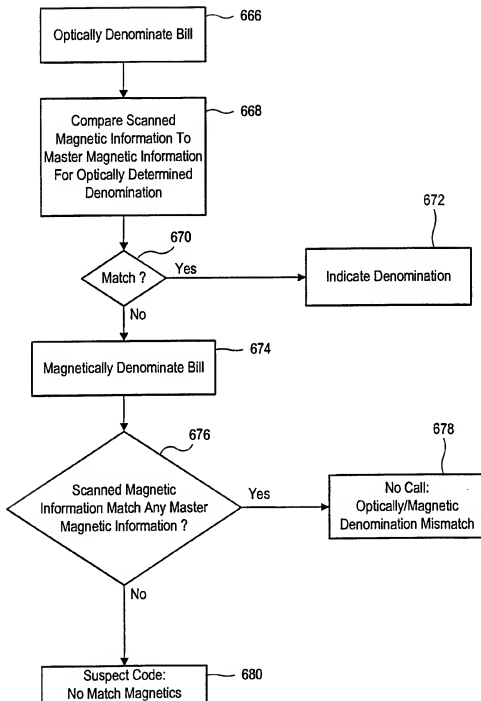 Optically Denominate Bill
666
Compare Scanned
Magnetic Information To
Master Magnetic Information
For Optically Determined
Denomination
668
670
Match ?
Yes
672
Indicate Denomination
No
Magnetically Denominate Bill
674
676
Scanned Magnetic
Information Match Any Master
Magnetic Information ?
Yes
678
No Call:
Optically/Magnetic
Denomination Mismatch
No
Suspect Code:
No Match Magnetics
680